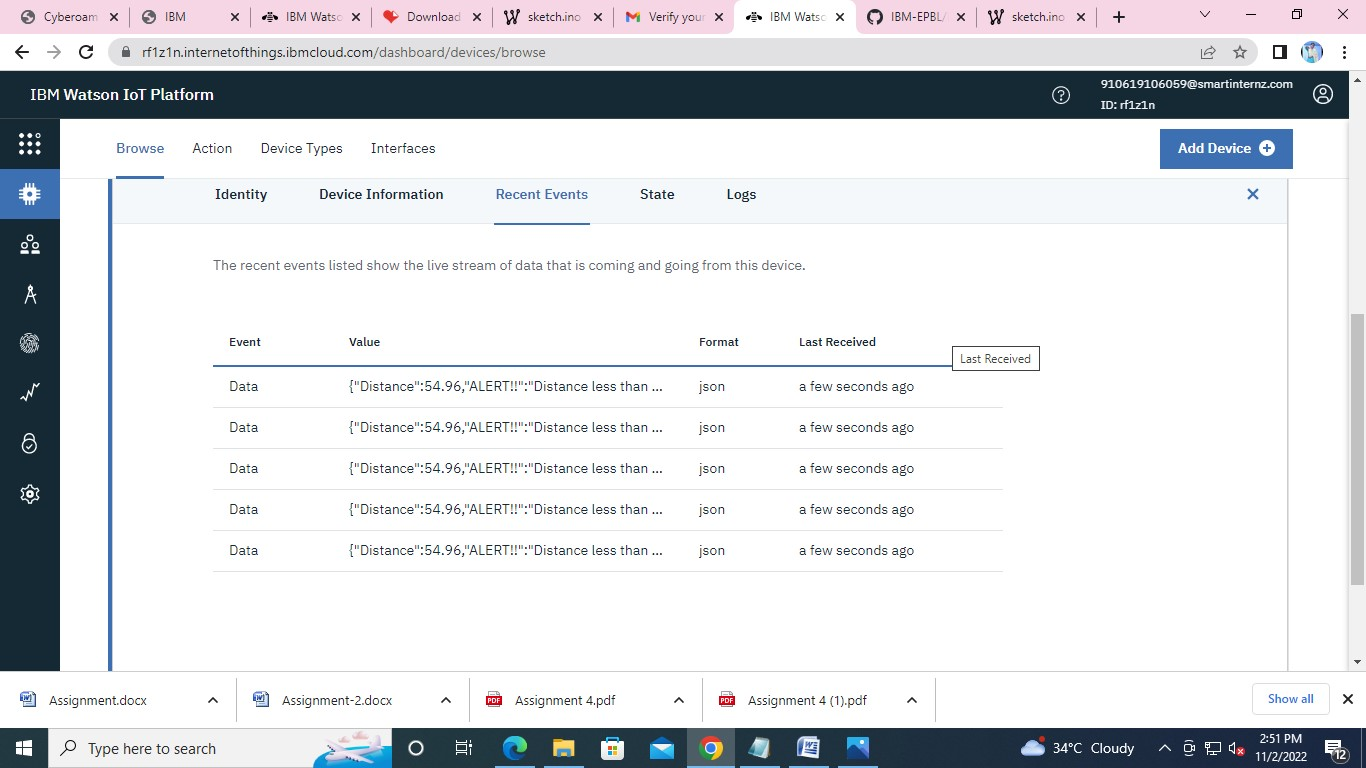 Cyberoam
IBM
IBM Watso
Download
sketch.ino
Verify your
IBM Watso
IBM-EPBL/
sketch.ino
rf1z1n.internetofthings.ibmcloud.com/dashboard/devices/browse
IBM Watson IoT Platform
910619106059@smartinternz.com
ID: rf1z1n
Browse
Action
Device Types
Interfaces
Add Device
Identity
Device Information
Recent Events
State
Logs
The recent events listed show the live stream of data that is coming and going from this device.
Event
Value
Format
Last Received
Last Received
Data {"Distance":54.96,"ALERT!!":"Distance less than ... json a few seconds ago
Data {"Distance":54.96,"ALERT!!":"Distance less than ... json a few seconds ago
Data {"Distance":54.96,"ALERT!!":"Distance less than ... json a few seconds ago
Data {"Distance":54.96,"ALERT!!":"Distance less than ... json a few seconds ago
Data {"Distance":54.96,"ALERT!!":"Distance less than ... json a few seconds ago
Assignment.docx
Assignment-2.docx
PDF
Assignment 4.pdf
PDF
Assignment 4 (1).pdf
Show all
Type here to search
34°C Cloudy
2:51 PM
11/2/2022
12